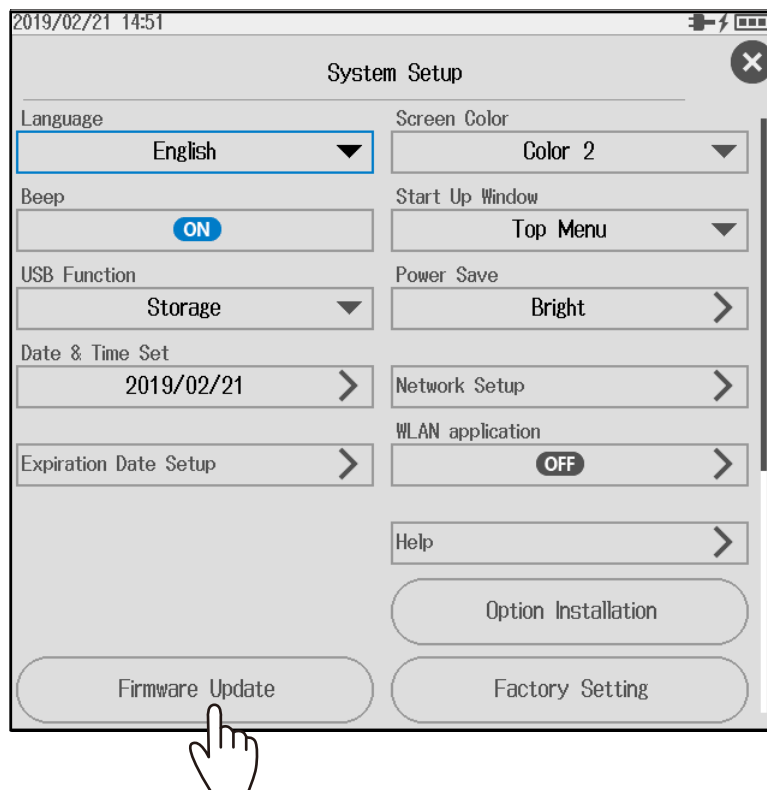 2019/02/21 14:51
System Setup
Language
English
Screen Color
Color 2
Beep
ON
Start Up Window
Top Menu
USB Function
Storage
Power Save
Bright
Date & Time Set
2019/02/21
Network Setup
WLAN application
OFF
Expiration Date Setup
Help
Option Installation
Firmware Update
Factory Setting